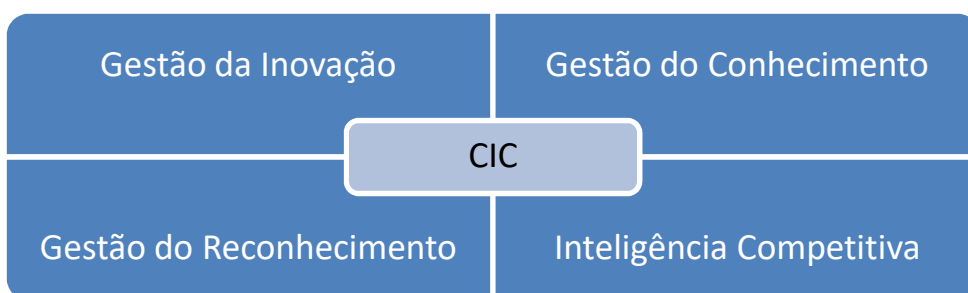 Gestão da Inovação
Gestão do Conhecimento
CIC
Gestão do Reconhecimento
Inteligência Competitiva